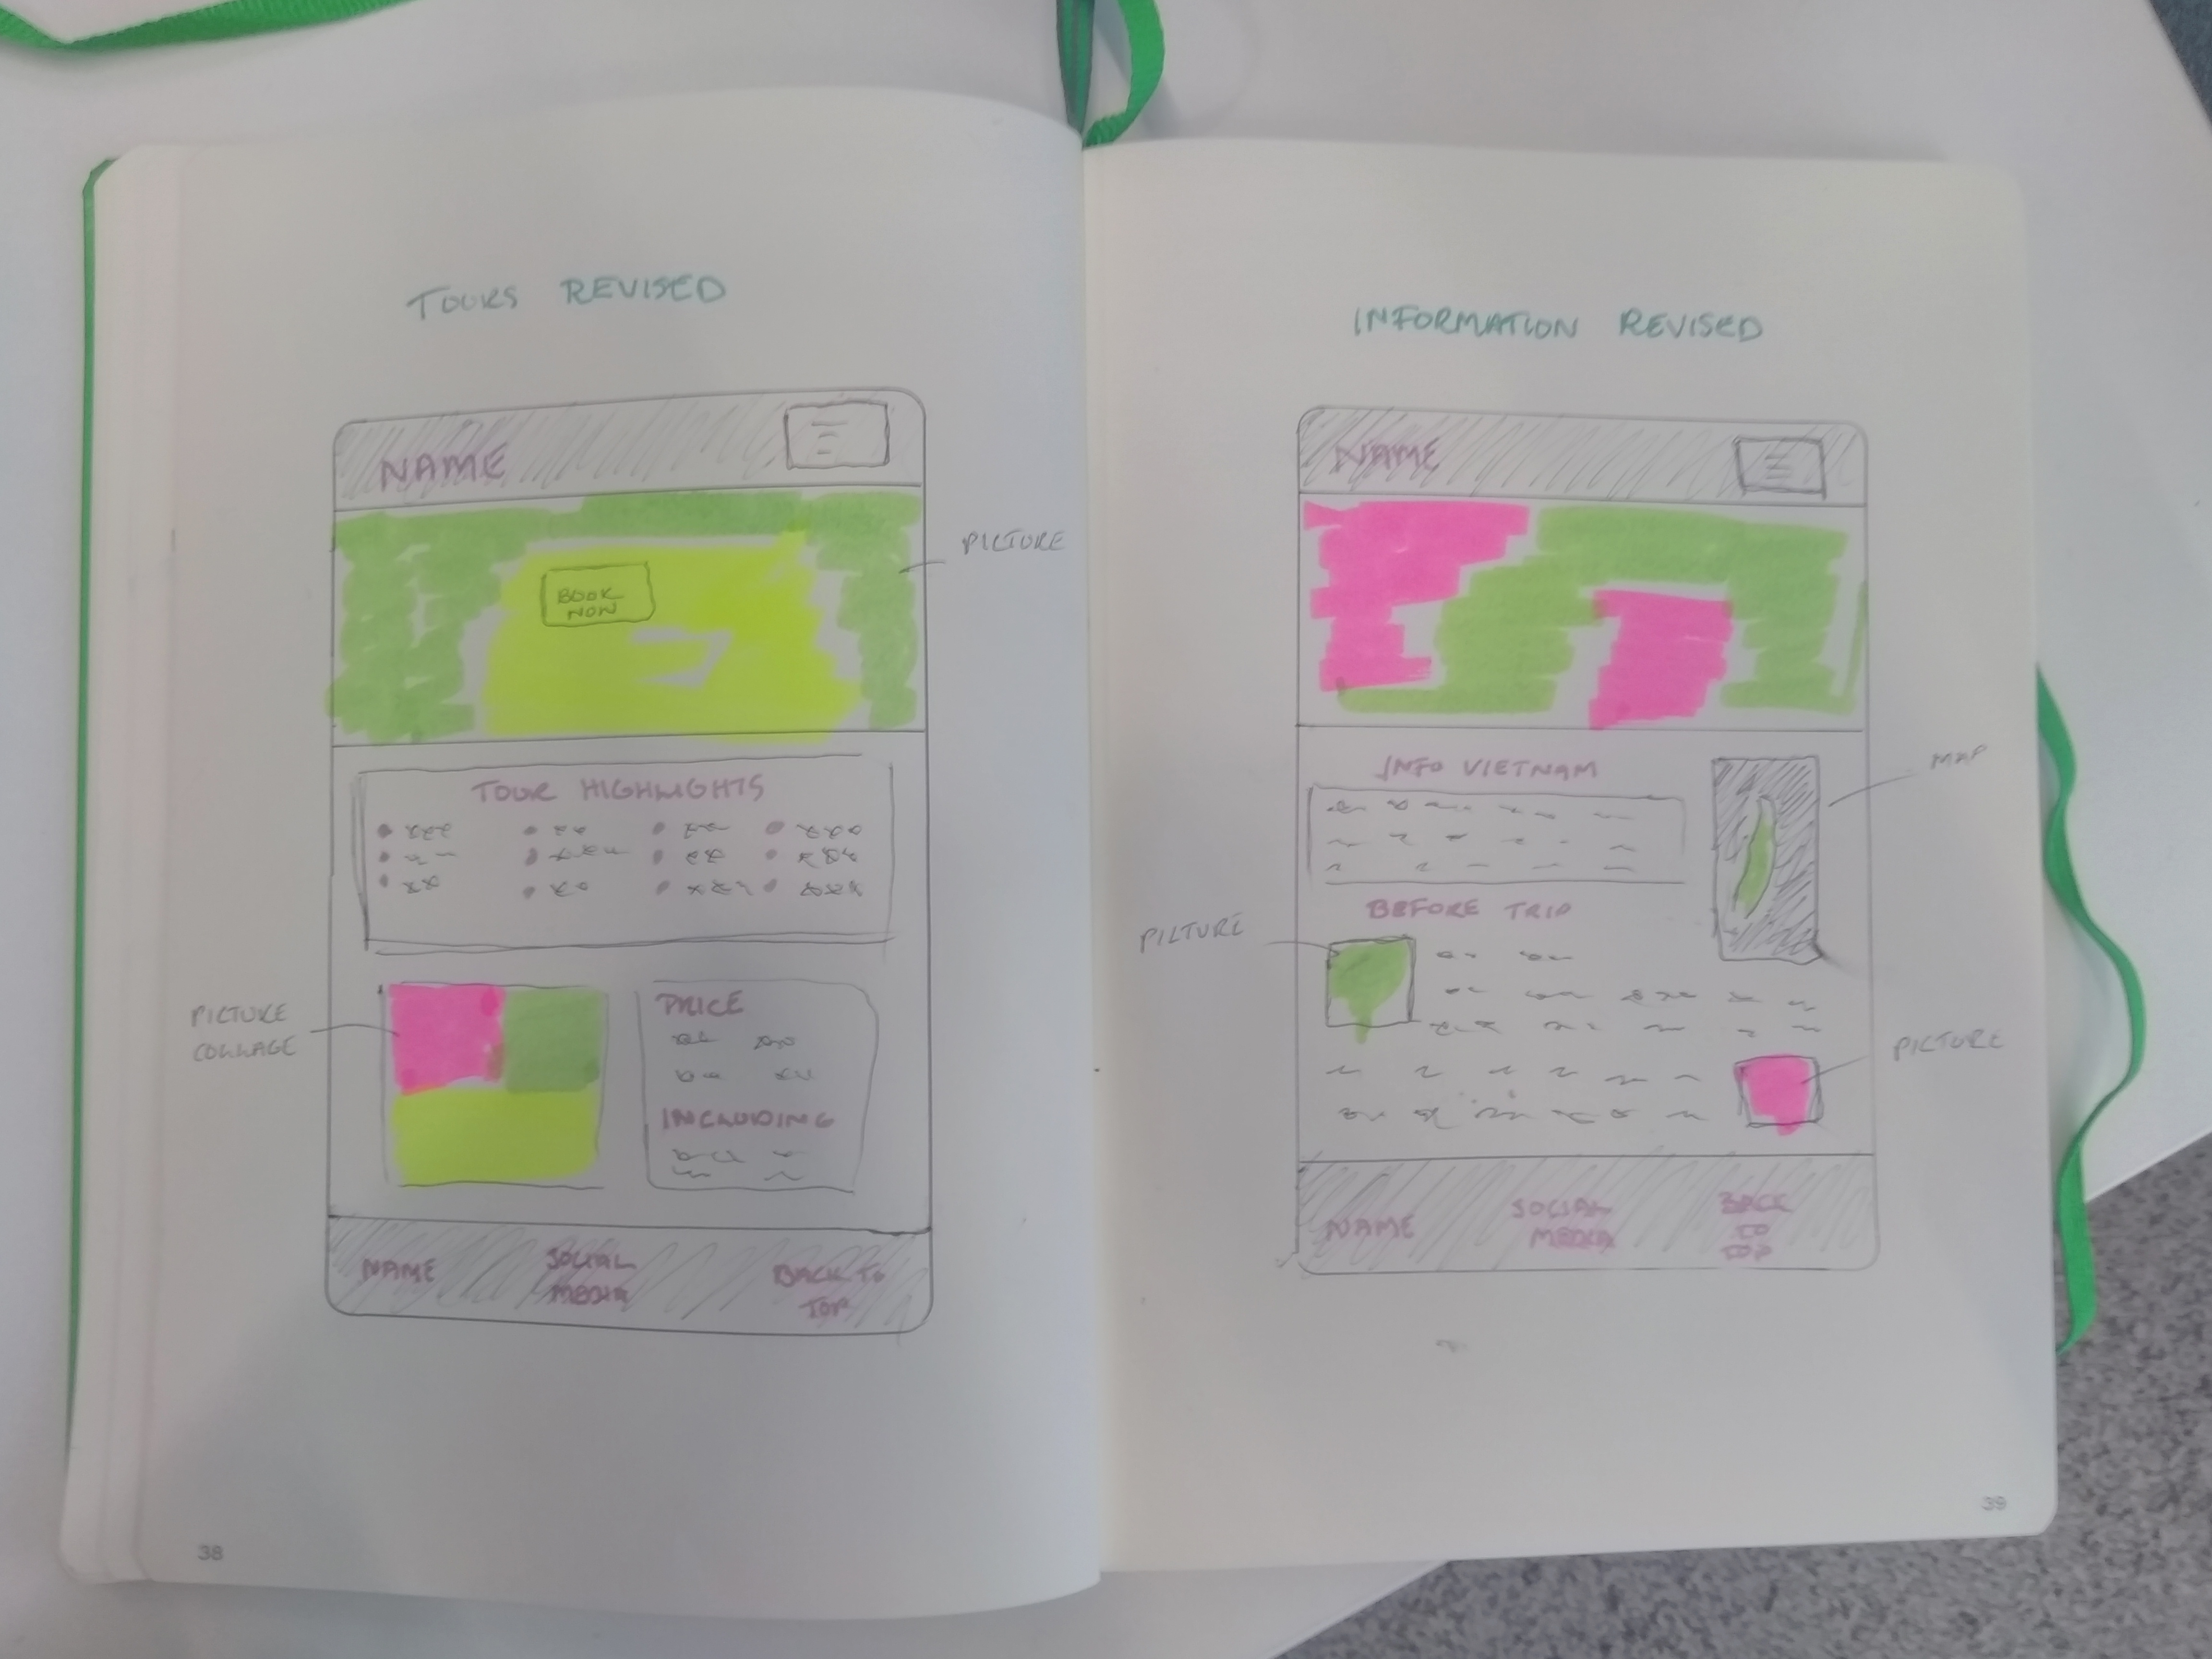 TOURS REVISED
NAME
BOOK
NOW
PICTURE
TOUR HIGHLIGHTS
PICTURE
COLLAGE
PRICE
INCLUDING
NAME
SOCIAL
MEDIA
BACK TO
TOP
38
INFORMATION REVISED
NAME
INFO VIETNAM
MAP
BEFORE TRIP
PICTURE
PICTURE
NAME
SOCIAL
MEDIA
BACK
TO
TOP
39